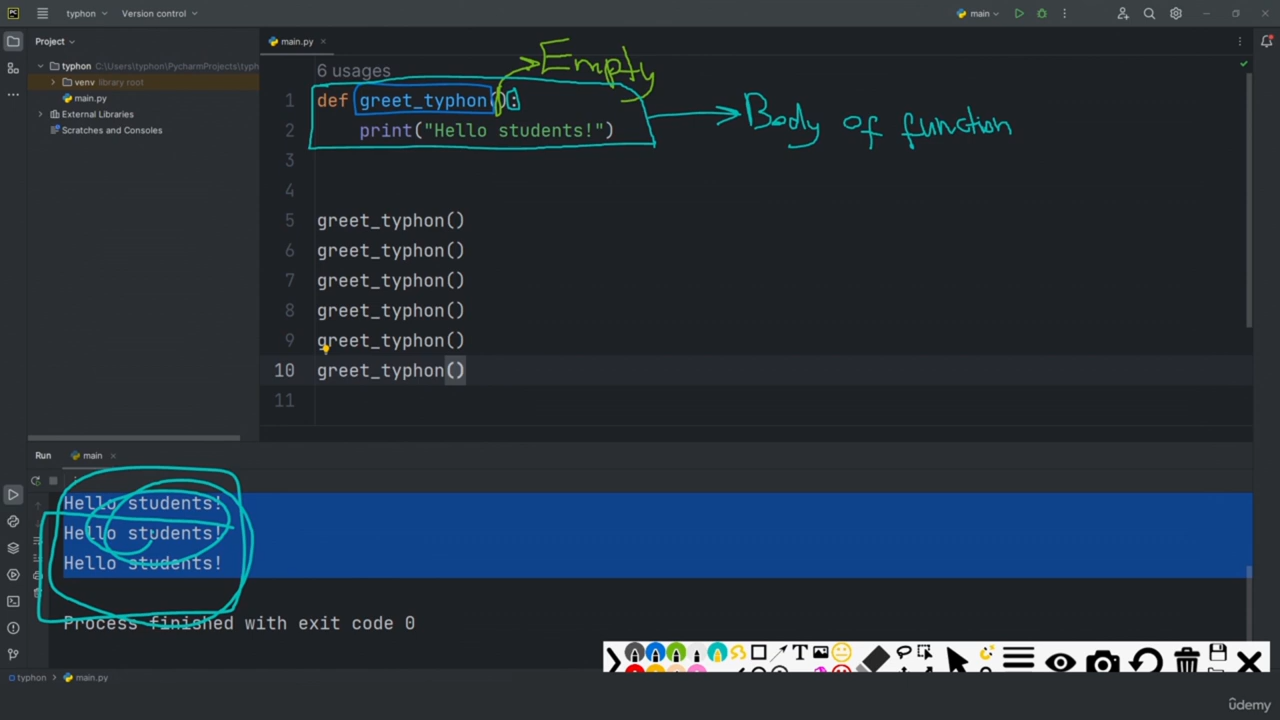 PC typhon Version control main
Project main.py
typhon C:\Users\typhon\PycharmProjects\typh
venv library root
main.py
External Libraries
Scratches and Consoles
6 usages
Empty
1 def greet_typhon():
Body of function
2 print("Hello students!")
3
4
5 greet_typhon()
6 greet_typhon()
7 greet_typhon()
8 greet_typhon()
9 greet_typhon()
10 greet_typhon()
11
Run main
Hello students!
Hello students!
Hello students!
Process finished with exit code 0
T
typhon > main.py
ûdemy